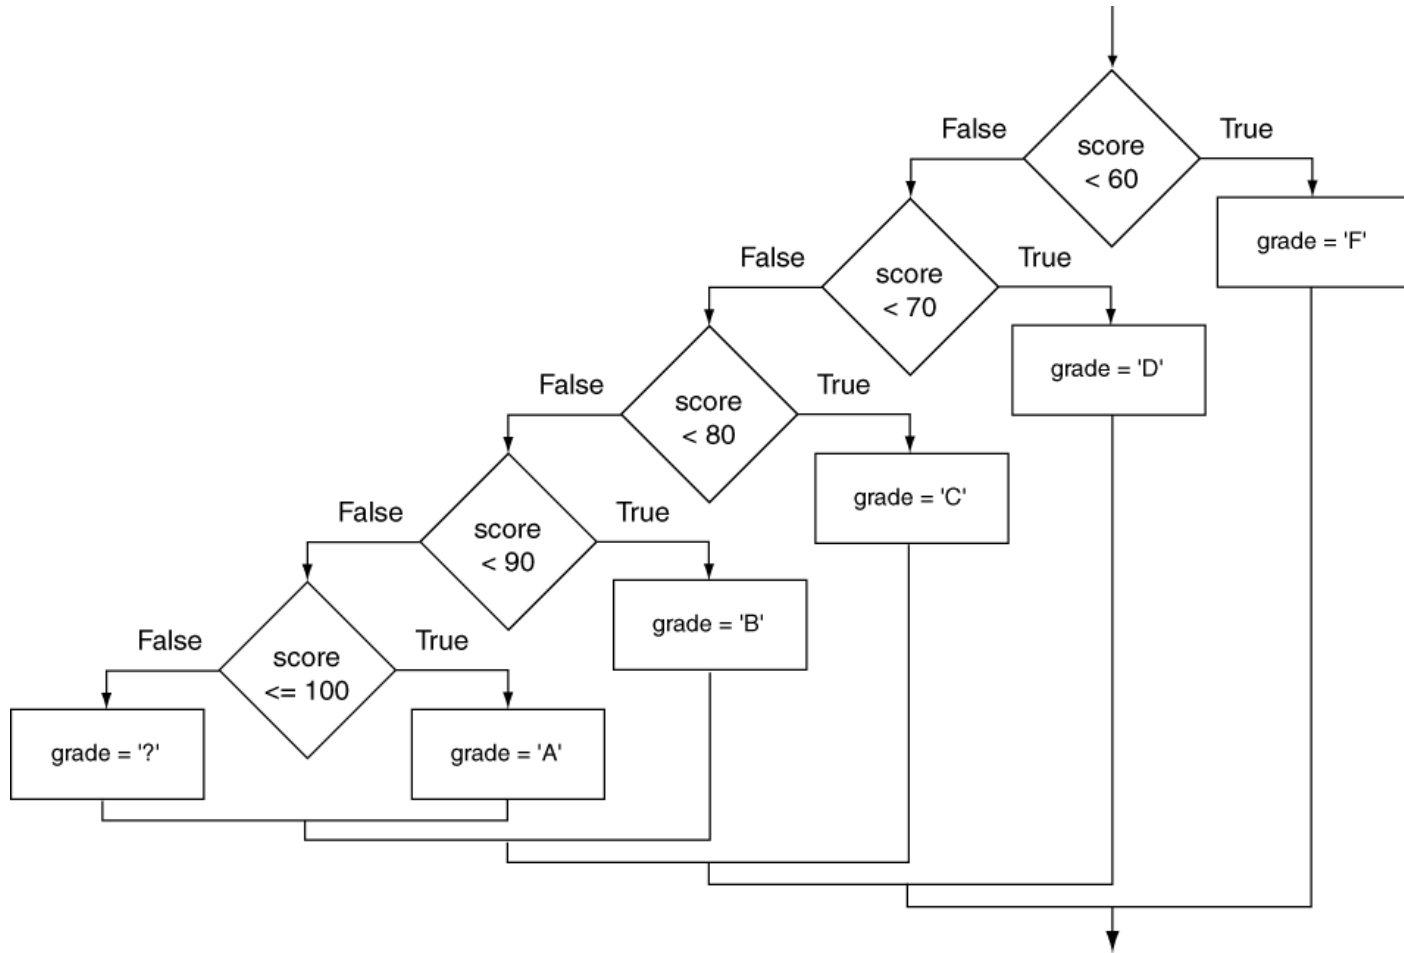 False
True
score
< 60
grade = 'F'
False
True
score
< 70
grade = 'D'
False
True
score
< 80
grade = 'C'
False
True
score
< 90
grade = 'B'
False
True
score
<= 100
grade = '?'
grade = 'A'